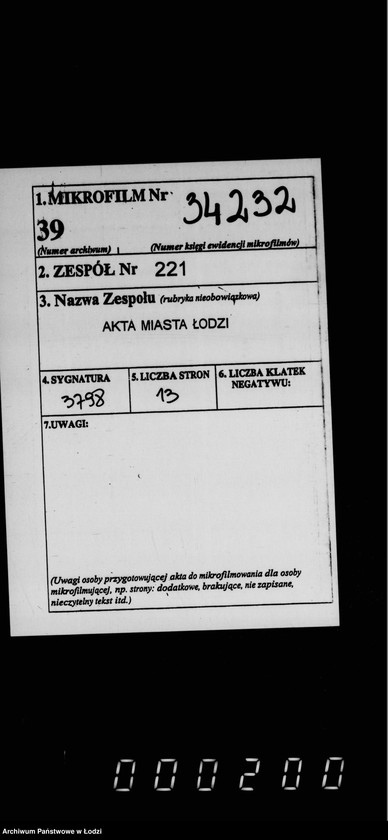 1. MIKROFILM Nr 34232
39
(Numer archiwum) (Numer księgi ewidencji mikrofilmów)
2. ZESPÓŁ Nr 221
3. Nazwa Zespołu (rubryka nieobowiązkowa)
AKTA MIASTA ŁODZI
4. SYGNATURA 5. LICZBA STRON 6. LICZBA KLATEK
NEGATYWU:
3798 13
7.UWAGI:
(Uwagi osoby przygotowującej akta do mikrofilmowania dla osoby
mikrofilmującej, np. strony: dodatkowe, brakujące, nie zapisane,
nieczytelny tekst itd.)
000200
Archiwum Państwowe w Łodzi